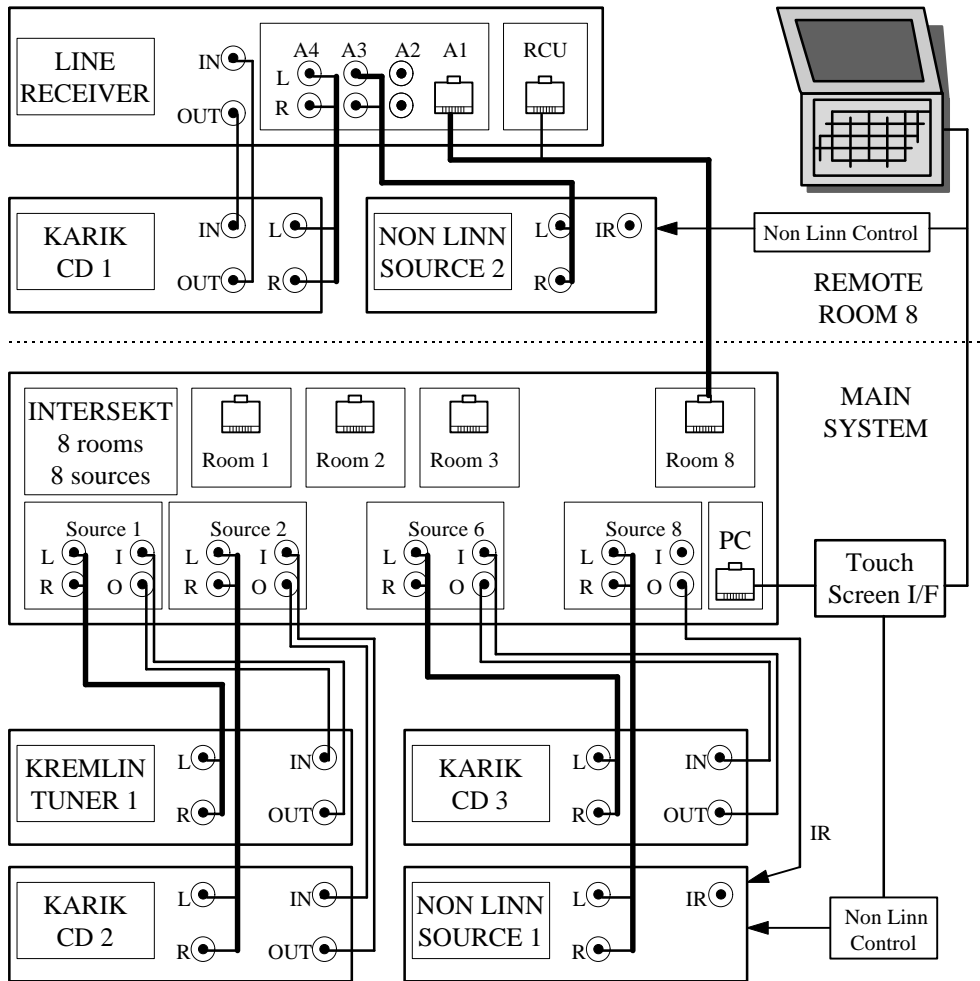 LINE
RECEIVER
IN
OUT
A4 A3 A2 A1
L
R
RCU
KARIK
CD 1
IN
OUT
L
R
NON LINN
SOURCE 2
L
R
IR
Non Linn Control
REMOTE
ROOM 8
MAIN
SYSTEM
INTERSEKT
8 rooms
8 sources
Room 1
Room 2
Room 3
Room 8
Source 1
L I
R O
Source 2
L I
R O
Source 6
L I
R O
Source 8
L I
R O
PC
Touch
Screen I/F
KREMLIN
TUNER 1
L
R
IN
OUT
KARIK
CD 3
L
R
IN
OUT
IR
KARIK
CD 2
L
R
IN
OUT
NON LINN
SOURCE 1
L
R
IR
Non Linn
Control